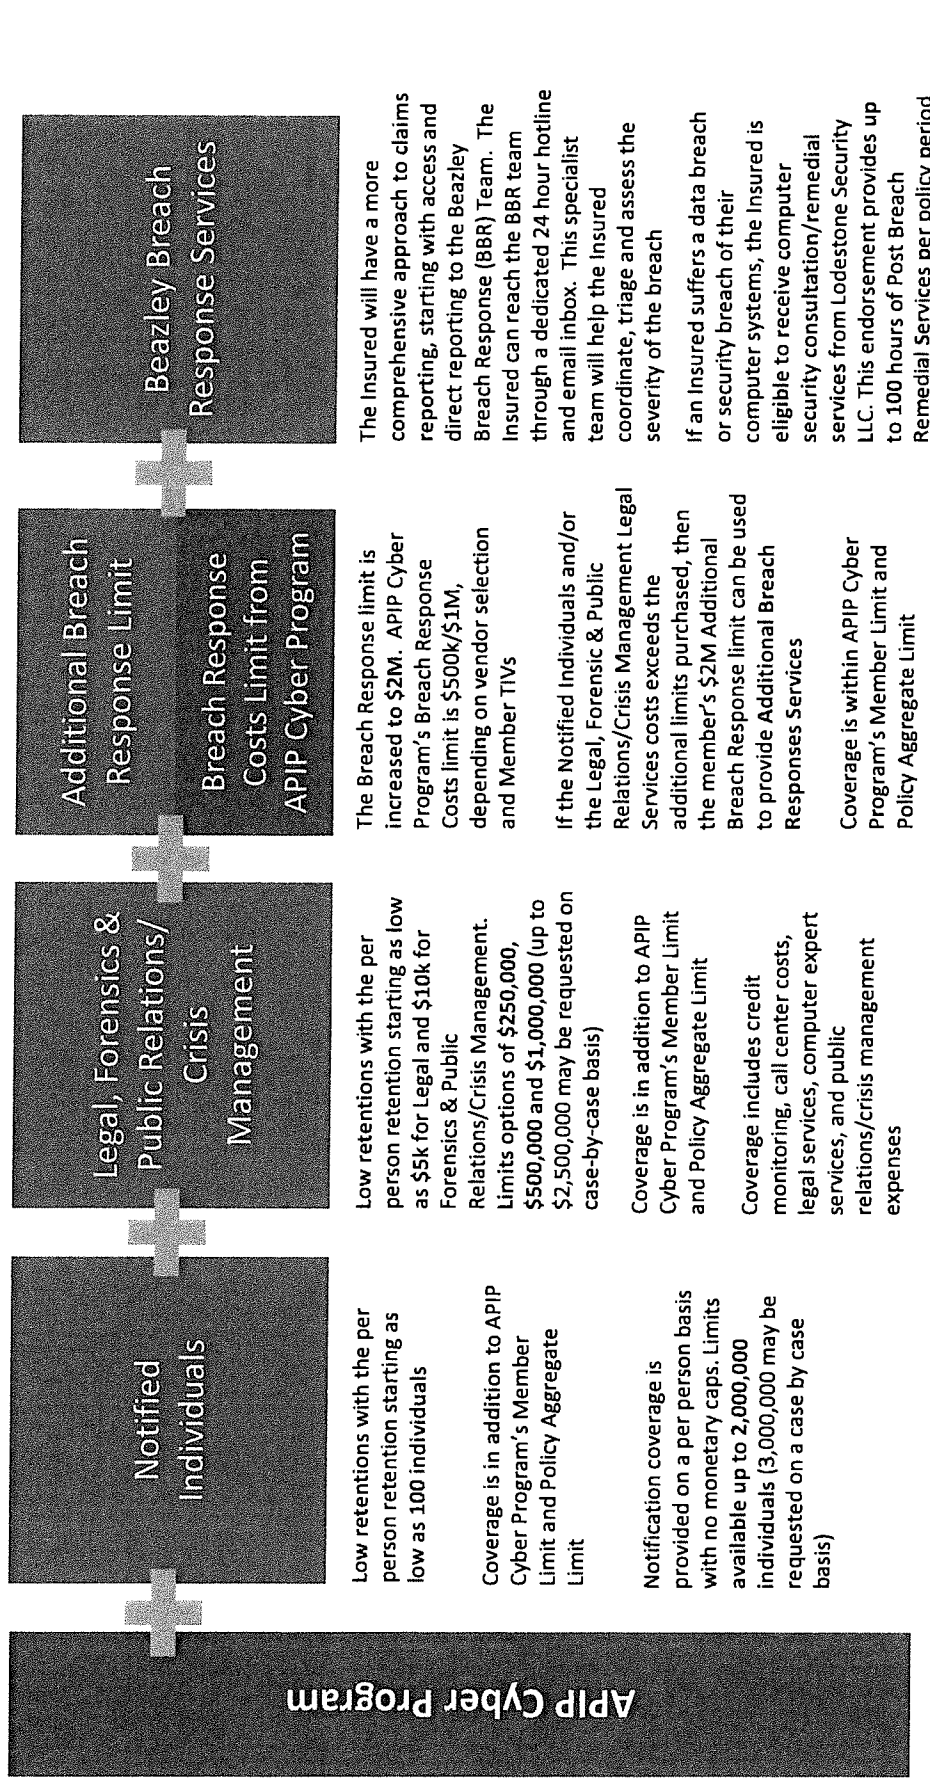 APIP Cyber Program
Notified
Individuals
Low retentions with the per
person retention starting as
low as 100 individuals
Coverage is in addition to APIP
Cyber Program's Member
Limit and Policy Aggregate
Limit
Notification coverage is
provided on a per person basis
with no monetary caps. Limits
available up to 2,000,000
individuals (3,000,000 may be
requested on a case by case
basis)
Legal, Forensics &
Public Relations/
Crisis
Management
Low retentions with the per
person retention starting as low
as $5k for Legal and $10k for
Forensics & Public
Relations/Crisis Management.
Limits options of $250,000,
$500,000 and $1,000,000 (up to
$2,500,000 may be requested on
case-by-case basis)
Coverage is in addition to APIP
Cyber Program's Member Limit
and Policy Aggregate Limit
Coverage includes credit
monitoring, call center costs,
legal services, computer expert
services, and public
relations/crisis management
expenses
Additional Breach
Response Limit
Breach Response
Costs Limit from
APIP Cyber Program
The Breach Response limit is
increased to $2M. APIP Cyber
Program's Breach Response
Costs limit is $500k/$1M,
depending on vendor selection
and Member TIVs
If the Notified Individuals and/or
the Legal, Forensic & Public
Relations/Crisis Management Legal
Services costs exceeds the
additional limits purchased, then
the member's $2M Additional
Breach Response limit can be used
to provide Additional Breach
Responses Services
Coverage is within APIP Cyber
Program's Member Limit and
Policy Aggregate Limit
Beazley Breach
Response Services
The Insured will have a more
comprehensive approach to claims
reporting, starting with access and
direct reporting to the Beazley
Breach Response (BBR) Team. The
Insured can reach the BBR team
through a dedicated 24 hour hotline
and email inbox. This specialist
team will help the Insured
coordinate, triage and assess the
severity of the breach
If an Insured suffers a data breach
or security breach of their
computer systems, the Insured is
eligible to receive computer
security consultation/remedial
services from Lodestone Security
LLC. This endorsement provides up
to 100 hours of Post Breach
Remedial Services per policy period